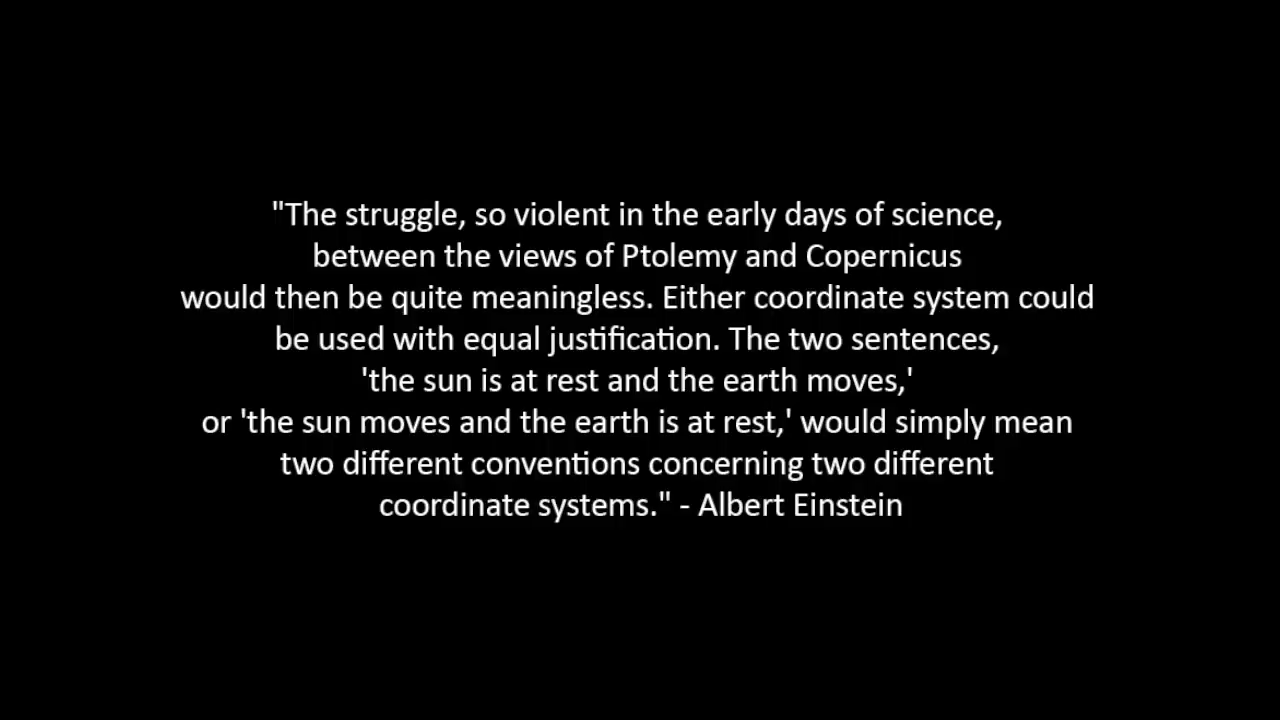 "The struggle, so violent in the early days of science,
between the views of Ptolemy and Copernicus
would then be quite meaningless. Either coordinate system could
be used with equal justification. The two sentences,
'the sun is at rest and the earth moves,'
or 'the sun moves and the earth is at rest,' would simply mean
two different conventions concerning two different
coordinate systems." - Albert Einstein